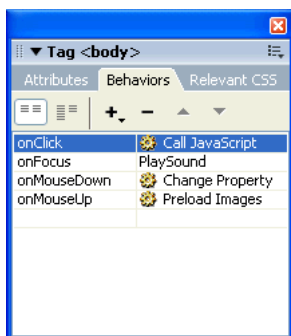 Tag <body>
Attributes Behaviors Relevant CSS
onClick Call JavaScript
onFocus PlaySound
onMouseDown Change Property
onMouseUp Preload Images